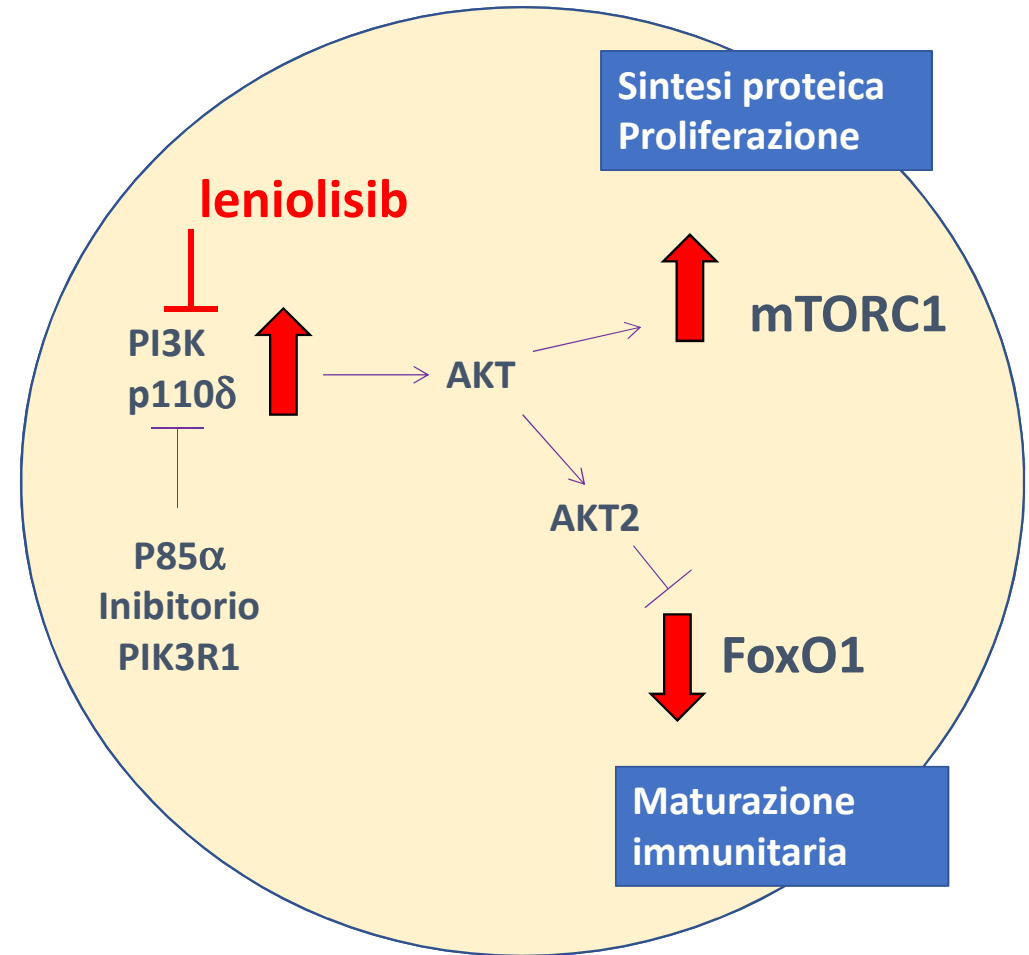 Sintesi proteica
Proliferazione
leniolisib
PI3K
p110δ
AKT
mTORC1
AKT2
P85α
Inibitorio
PIK3R1
FoxO1
Maturazione
immunitaria